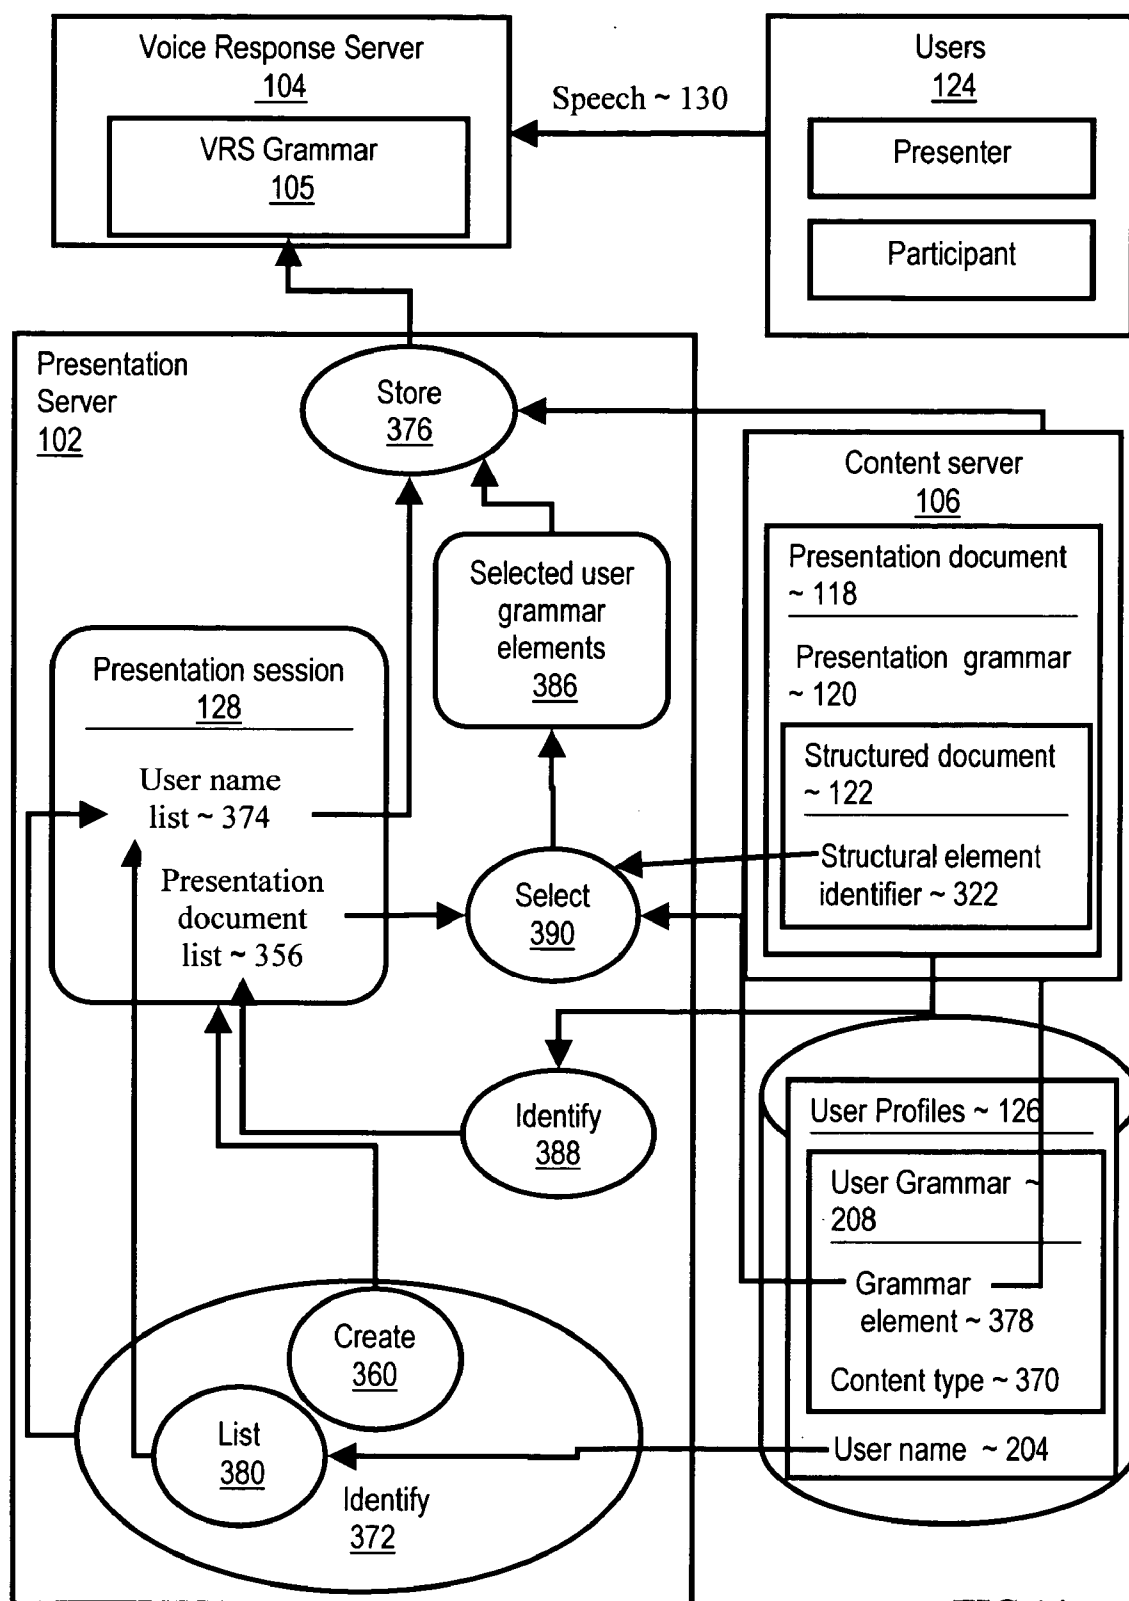 Voice Response Server
104
VRS Grammar
105
Speech ~ 130
Users
124
Presenter
Participant
Presentation
Server
102
Store
376
Selected user
grammar
elements
386
Content server
106
Presentation document
~ 118
Presentation grammar
~ 120
Structured document
~ 122
Structural element
identifier ~ 322
Presentation session
128
User name
list ~ 374
Presentation
document
list ~ 356
Select
390
Identify
388
User Profiles ~ 126
User Grammar ~
208
Grammar
element ~ 378
Content type ~ 370
User name ~ 204
Create
360
List
380
Identify
372